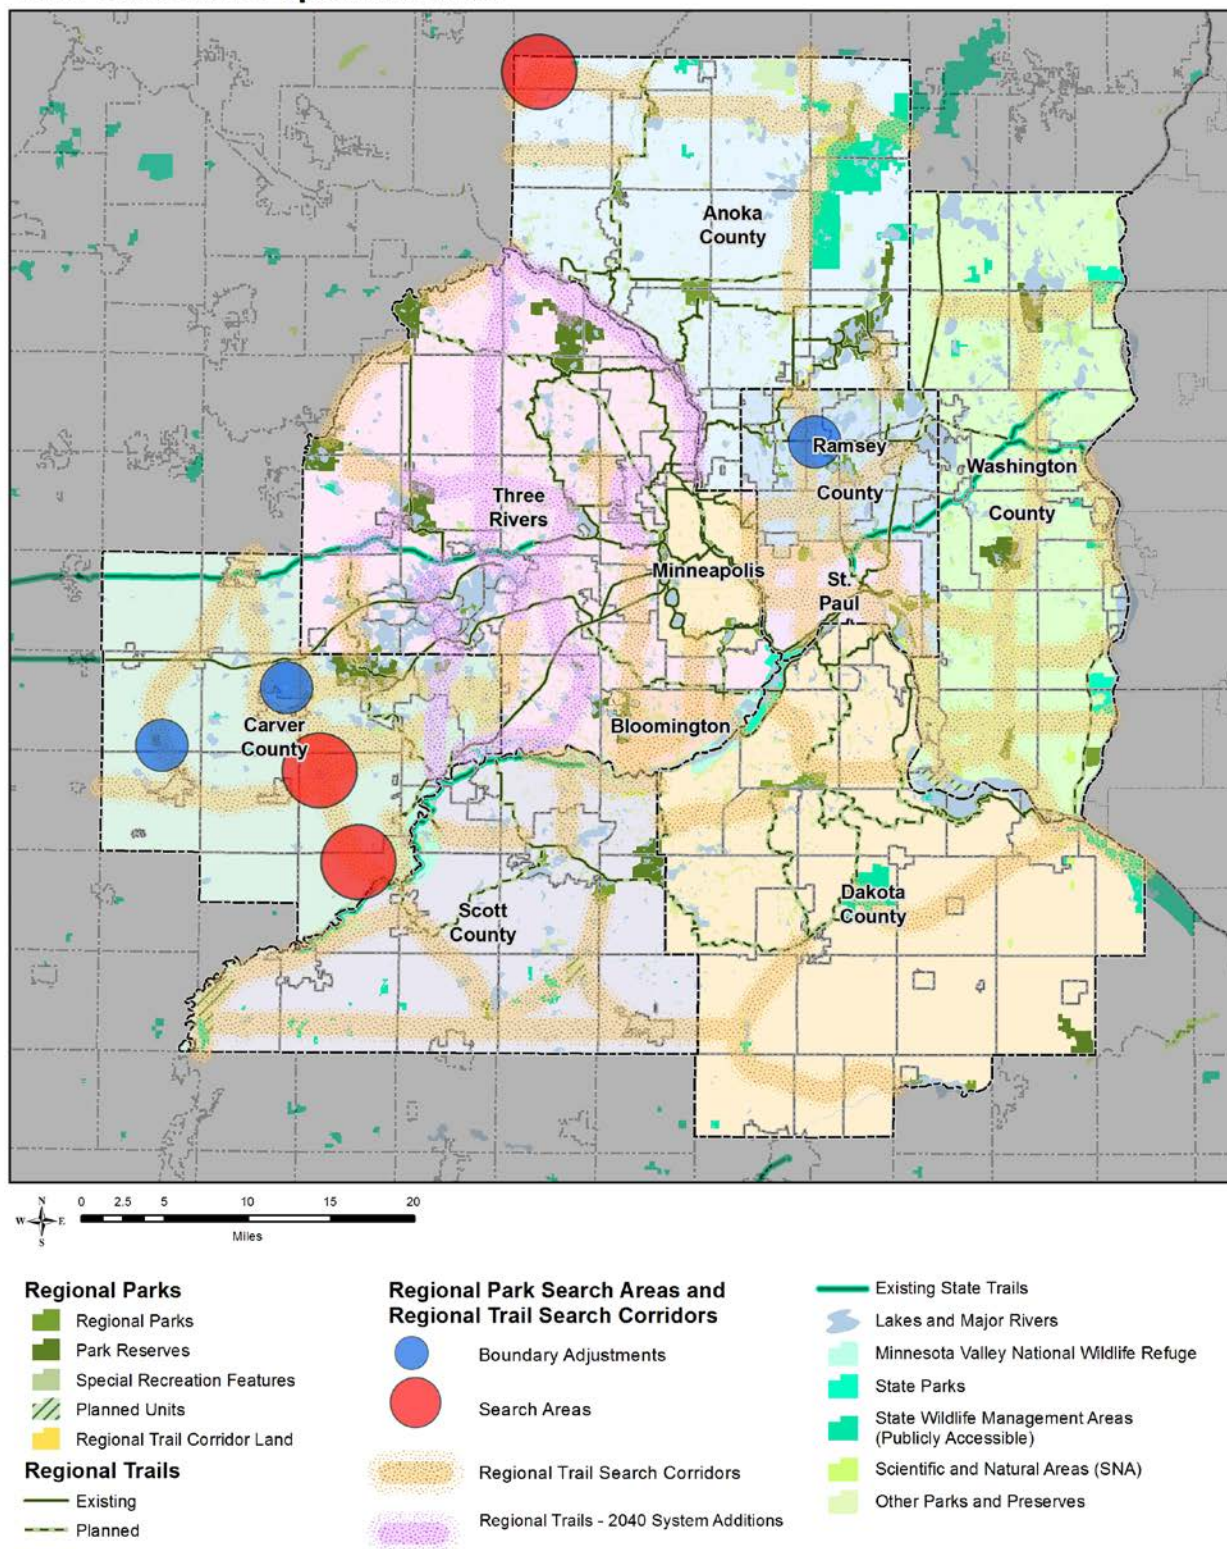 Anoka
County
Ramsey
County
Washington
County
Three
Rivers
Minneapolis
St.
Paul
Carver
County
Bloomington
Scott
County
Dakota
County
N
W E
S
0 2.5 5 10 15 20
Miles
Regional Parks
Regional Parks
Park Reserves
Special Recreation Features
Planned Units
Regional Trail Corridor Land
Regional Trails
Existing
Planned
Regional Park Search Areas and
Regional Trail Search Corridors
Boundary Adjustments
Search Areas
Regional Trail Search Corridors
Regional Trails - 2040 System Additions
Existing State Trails
Lakes and Major Rivers
Minnesota Valley National Wildlife Refuge
State Parks
State Wildlife Management Areas
(Publicly Accessible)
Scientific and Natural Areas (SNA)
Other Parks and Preserves